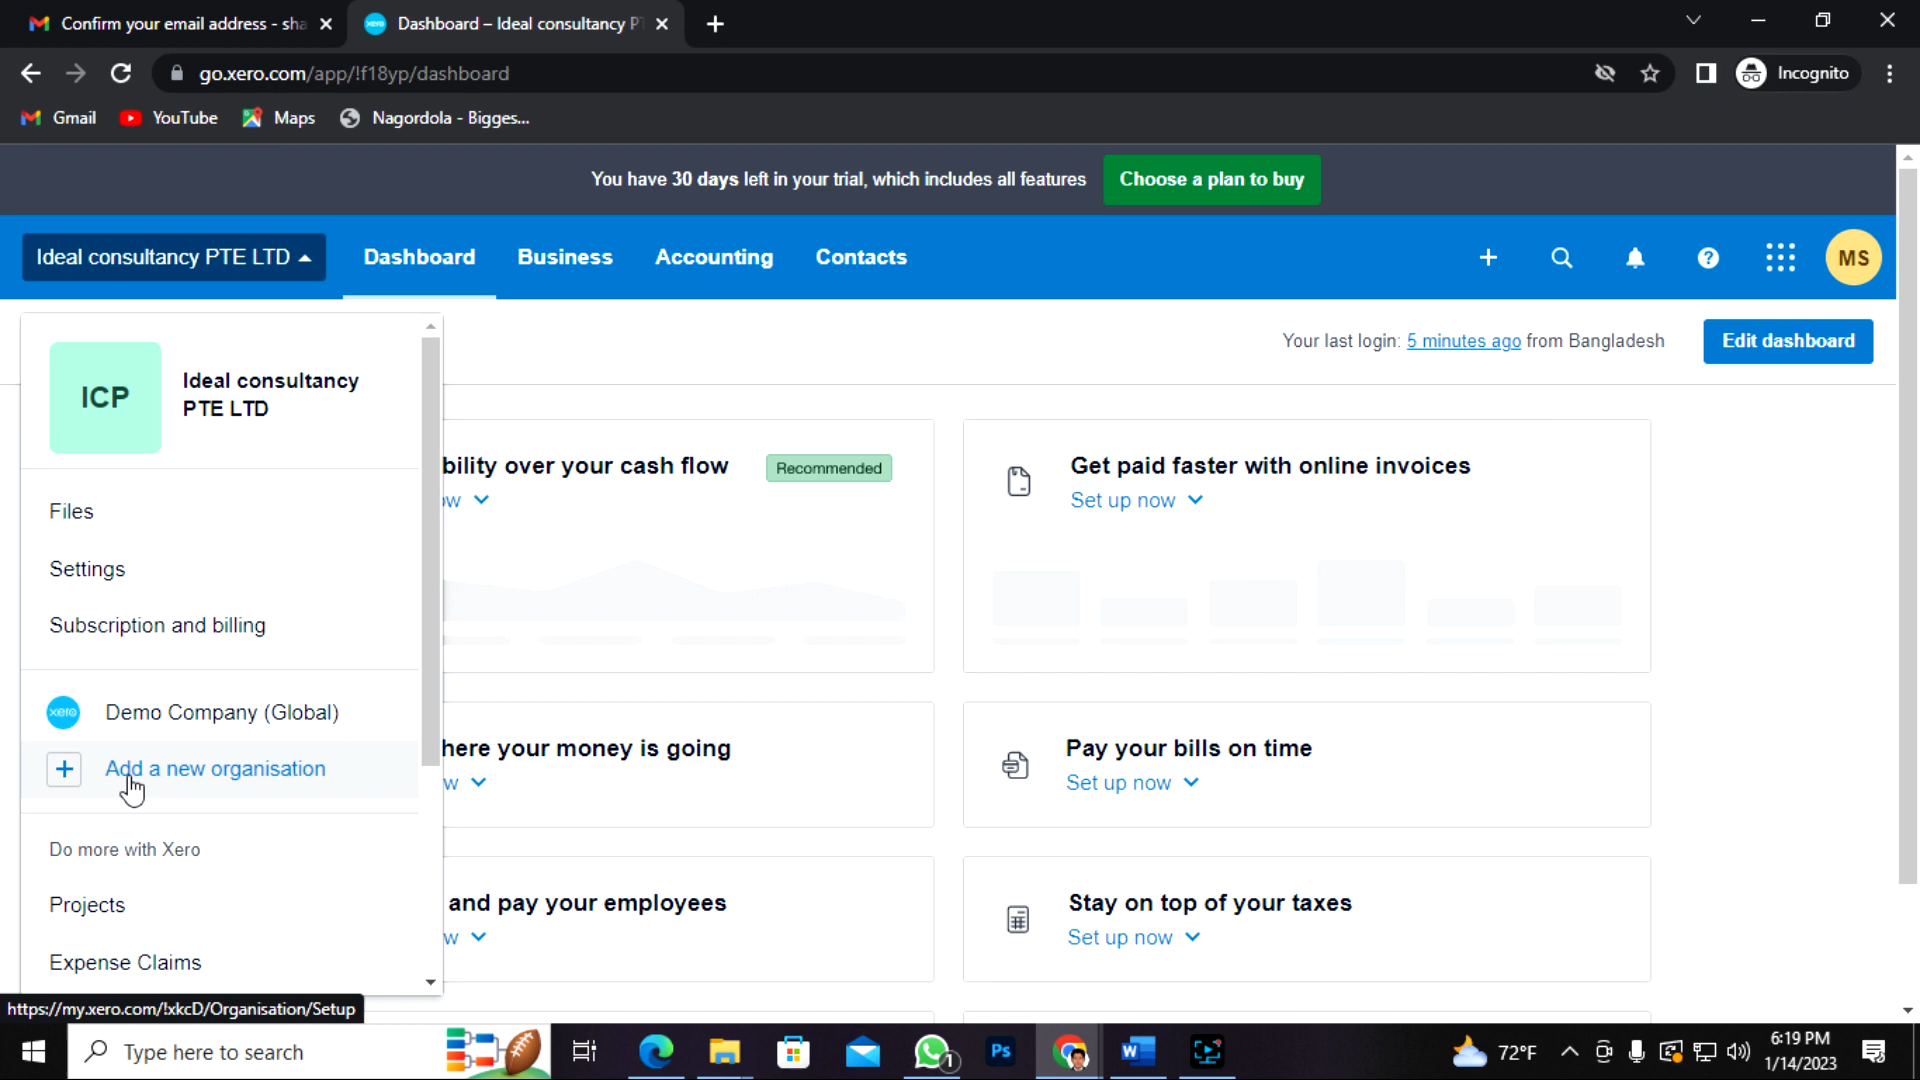 Confirm your email address - sha
Dashboard – Ideal consultancy PT
go.xero.com/app/!f18yp/dashboard
Incognito
Gmail
YouTube
Maps
Nagordola - Bigges...
You have 30 days left in your trial, which includes all features
Choose a plan to buy
Ideal consultancy PTE LTD
Dashboard
Business
Accounting
Contacts
MS
Your last login: 5 minutes ago from Bangladesh
Edit dashboard
ICP
Ideal consultancy
PTE LTD
Files
Settings
Subscription and billing
xero
Demo Company (Global)
Add a new organisation
Do more with Xero
Projects
Expense Claims
bility over your cash flow
Recommended
ow
Get paid faster with online invoices
Set up now
here your money is going
w
Pay your bills on time
Set up now
and pay your employees
w
Stay on top of your taxes
Set up now
https://my.xero.com/!xkcD/Organisation/Setup
Type here to search
1
Ps
72°F
6:19 PM
1/14/2023